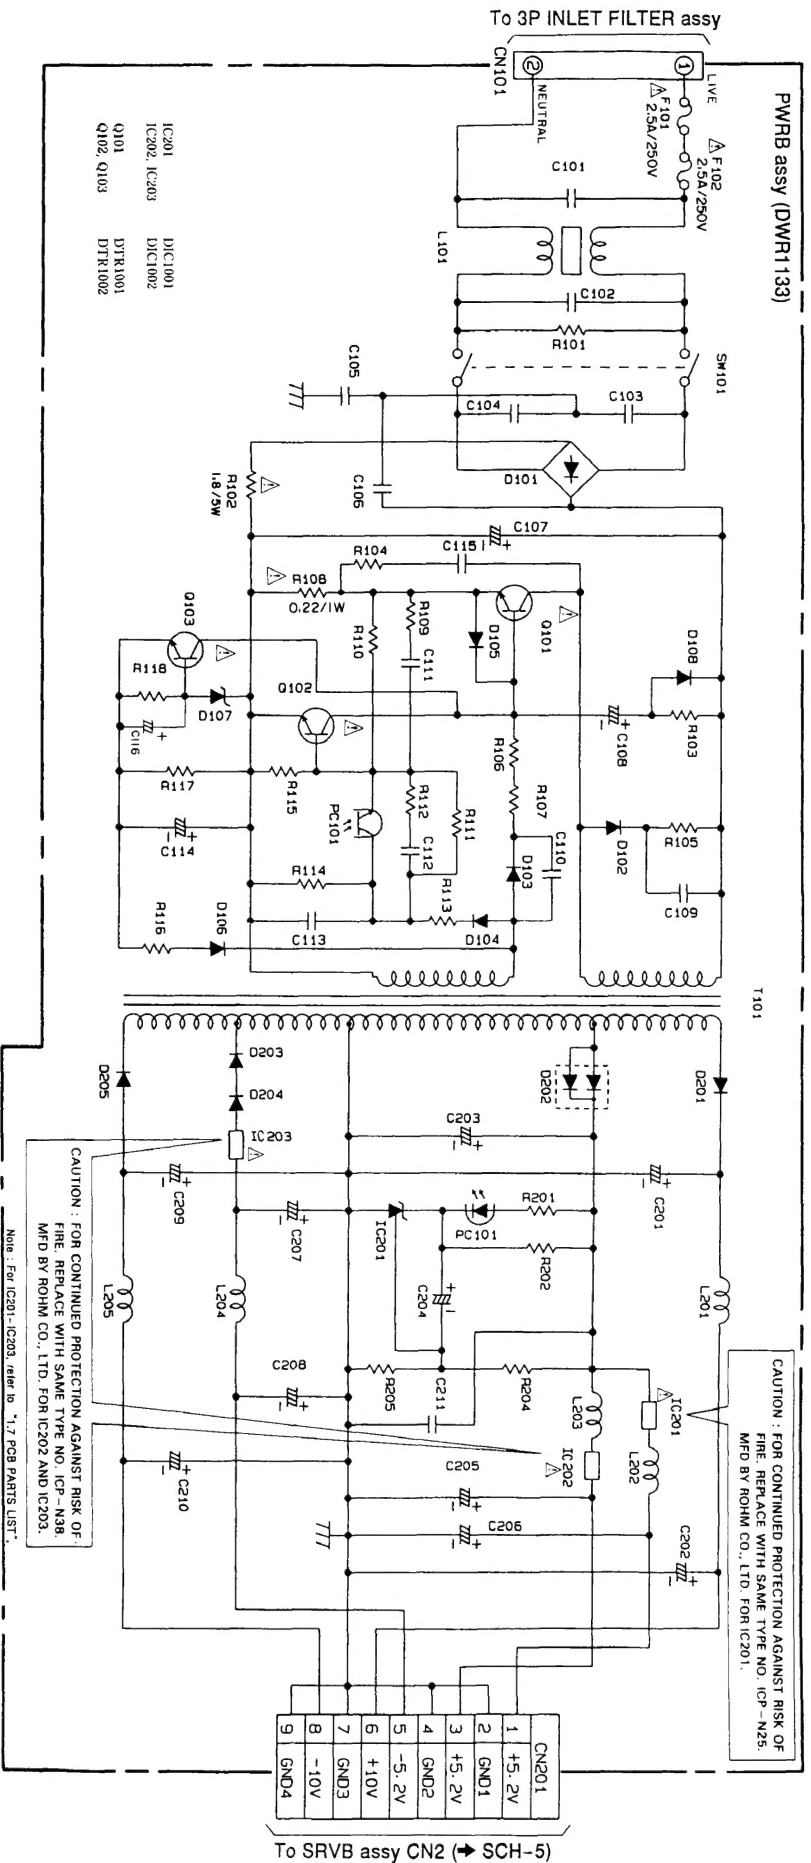 To 3P INLET FILTER assy
CN101
2
1
LIVE
NEUTRAL
PWRB assy (DWR1133)
F101
2.5A/250V
F102
2.5A/250V
IC201 DIC1001
IC202, IC203 DIC1002
Q101 DTR1001
Q102, Q103 DTR1002
C101
L101
C102
R101
SW101
C105
C104
C103
D101
R102
1.8/5W
C106
C107
R104
C115
R108
0.22/1W
Q103
R109
R110
D105
Q101
C111
D108
R118
Q102
D107
C116
C108
R103
R106
R117
R115
R107
R112
R111
PC101
C114
C112
C110
D102
R105
D103
R114
R113
C109
R116
D106
C113
D104
T101
D205
D203
D204
D202
D201
IC203
C203
C209
C201
R201
PC101
IC201
C207
R202
C204
L205
L204
L201
C208
R205
C211
R204
L203
IC201
L202
IC202
C205
C210
C206
C202
CAUTION : FOR CONTINUED PROTECTION AGAINST RISK OF
FIRE. REPLACE WITH SAME TYPE NO. ICP-N25.
MFD BY ROHM CO., LTD. FOR IC201.
CAUTION : FOR CONTINUED PROTECTION AGAINST RISK OF
FIRE. REPLACE WITH SAME TYPE NO. ICP-N38.
MFD BY ROHM CO., LTD. FOR IC202 AND IC203.
Note : For IC201-IC203, refer to "1.7 PCB PARTS LIST".
CN201
1 +5.2V
2 GND1
3 +5.2V
4 GND2
5 -5.2V
6 +10V
7 GND3
8 -10V
9 GND4
To SRVB assy CN2 (➔ SCH-5)